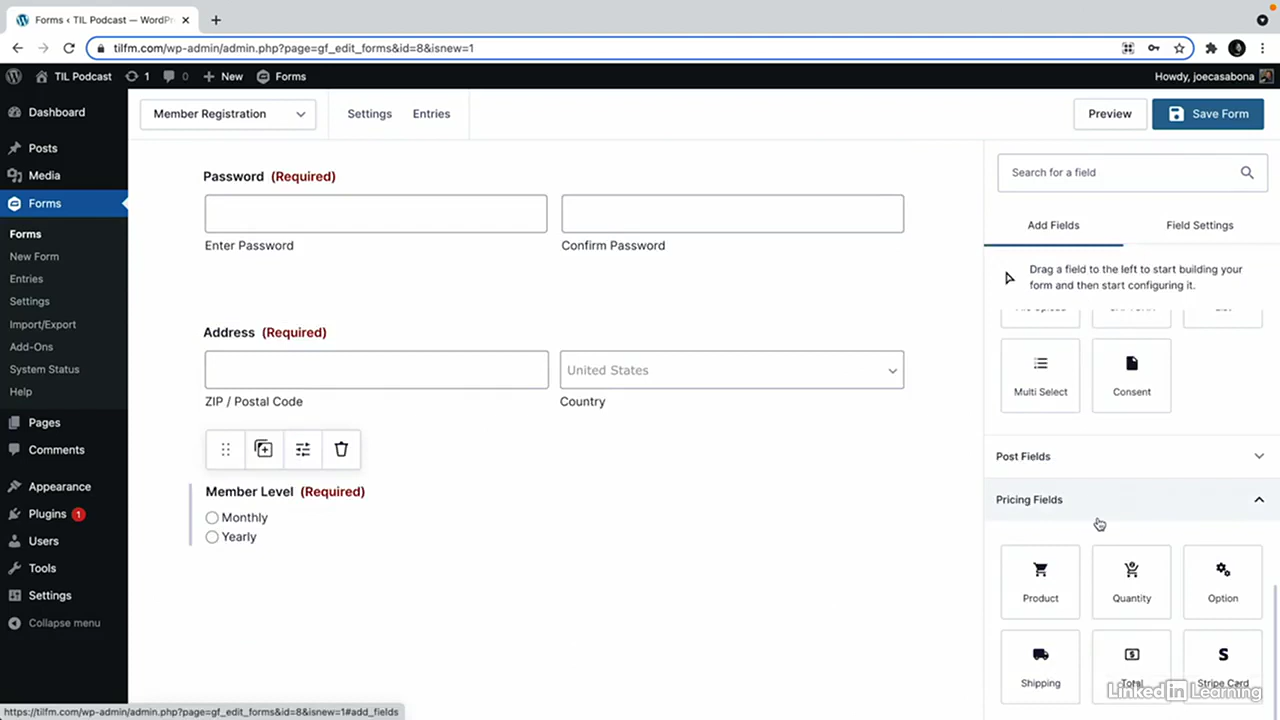 Forms ‹ TIL Podcast — WordPr
tilfm.com/wp-admin/admin.php?page=gf_edit_forms&id=8&isnew=1
TIL Podcast 1 0 New Forms Howdy, joecasabona
Dashboard
Posts
Media
Forms
Forms
New Form
Entries
Settings
Import/Export
Add-Ons
System Status
Help
Pages
Comments
Appearance
Plugins 1
Users
Tools
Settings
Collapse menu
Member Registration Settings Entries Preview Save Form
Password (Required)
Enter Password Confirm Password
Address (Required)
United States
ZIP / Postal Code Country
Member Level (Required)
Monthly
Yearly
Search for a field
Add Fields Field Settings
Drag a field to the left to start building your
form and then start configuring it.
Multi Select Consent
Post Fields
Pricing Fields
Product Quantity Option
Shipping Total Stripe Card
LinkedIn Learning
https://tilfm.com/wp-admin/admin.php?page=gf_edit_forms&id=8&isnew=1#add_fields